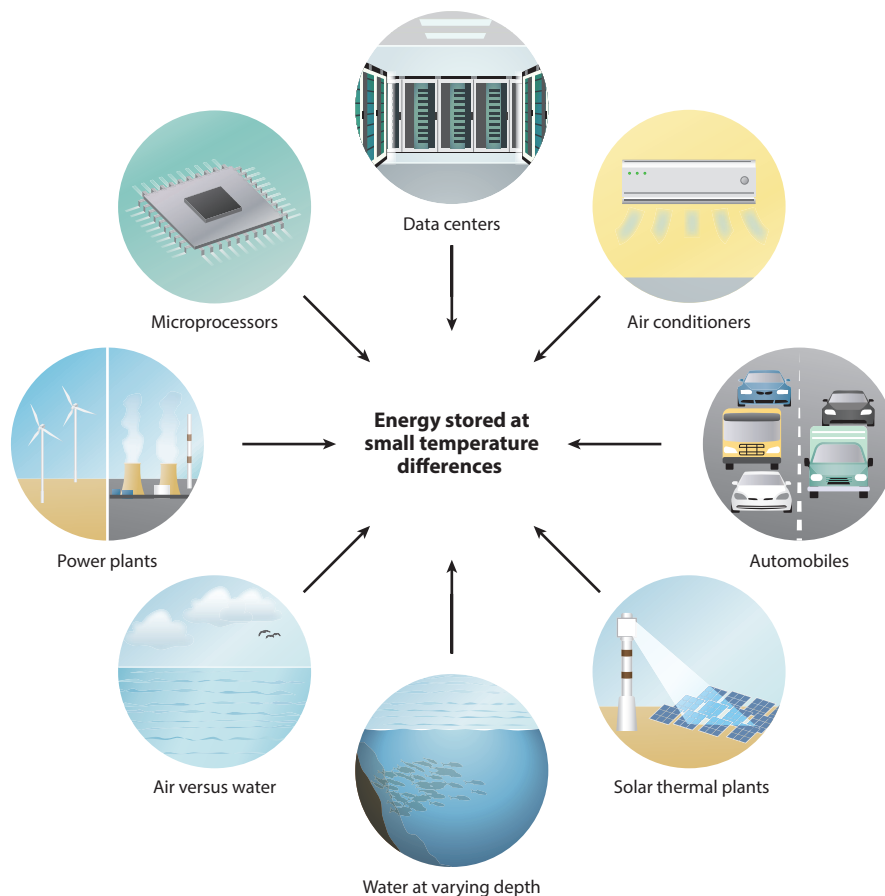 Data centers
Microprocessors
Air conditioners
Energy stored at
small temperature
differences
Power plants
Automobiles
Air versus water
Solar thermal plants
Water at varying depth